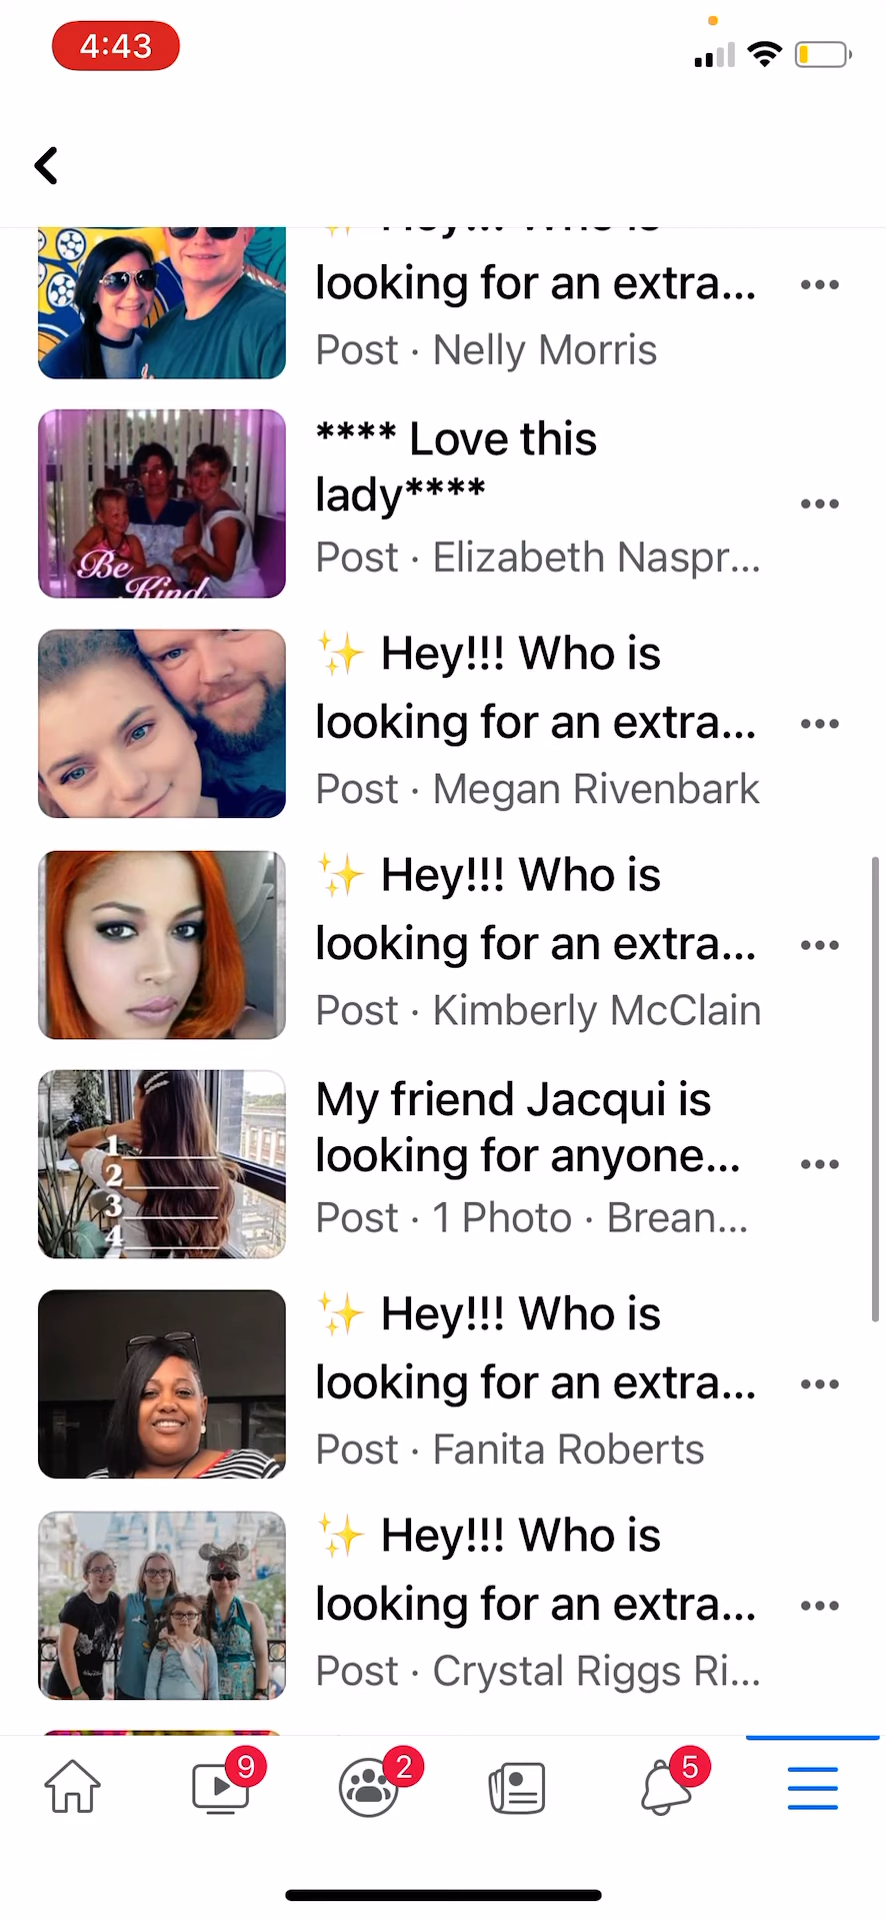 4:43
✨ Hey!!! Who is
looking for an extra...
Post · Nelly Morris
**** Love this
lady****
Post · Elizabeth Naspr...
Be
Kind
✨ Hey!!! Who is
looking for an extra...
Post · Megan Rivenbark
✨ Hey!!! Who is
looking for an extra...
Post · Kimberly McClain
My friend Jacqui is
looking for anyone...
Post · 1 Photo · Brean...
1
2
3
4
✨ Hey!!! Who is
looking for an extra...
Post · Fanita Roberts
✨ Hey!!! Who is
looking for an extra...
Post · Crystal Riggs Ri...
9
2
5